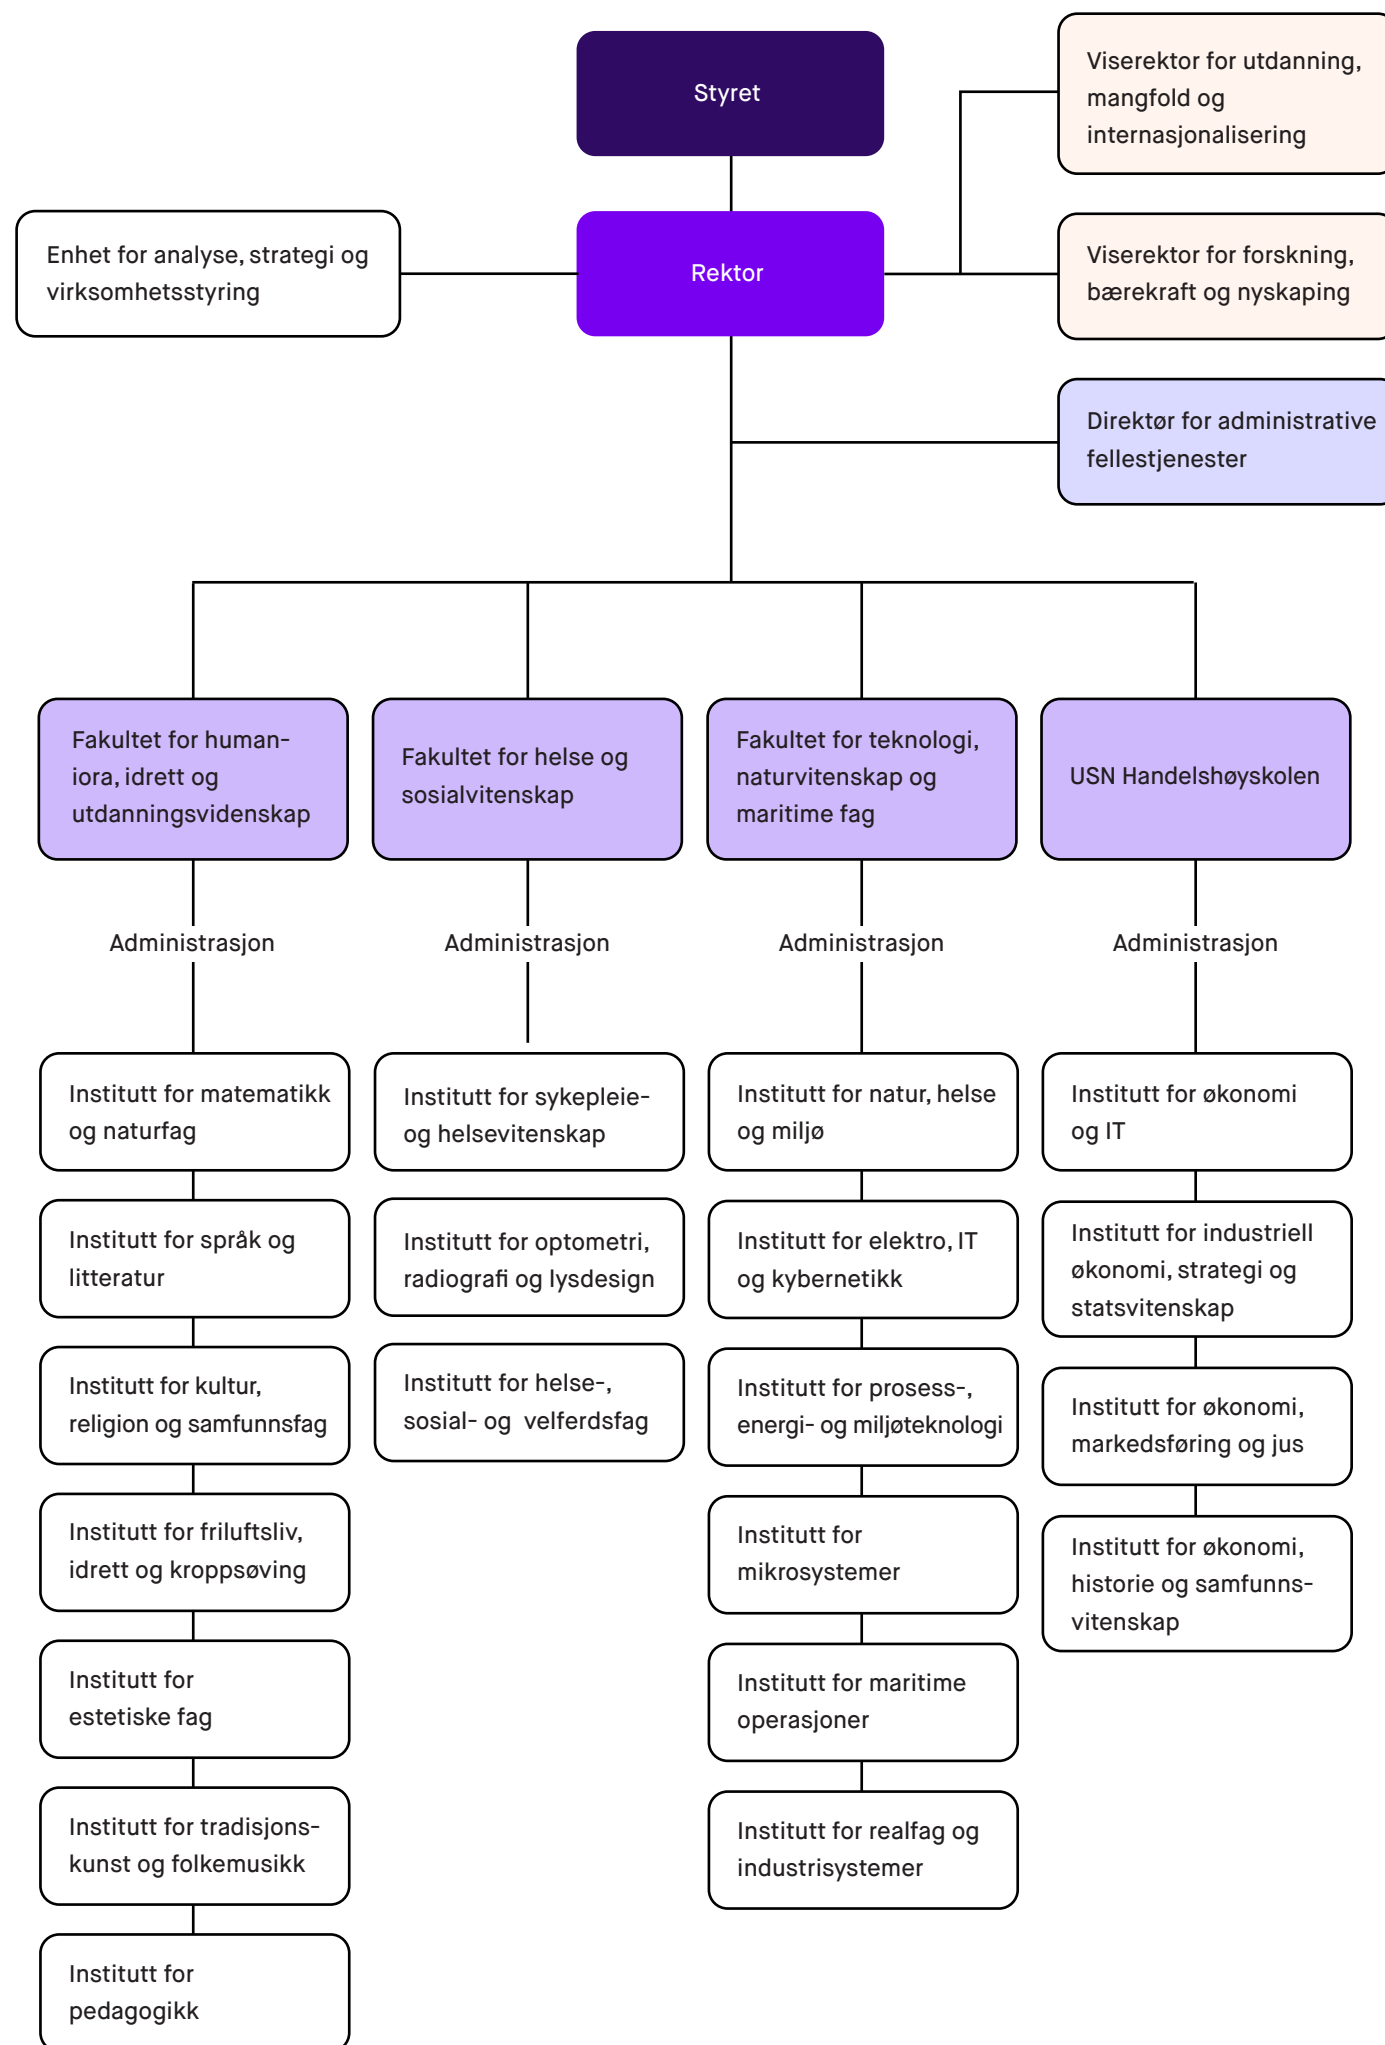 Styret
Viserektor for utdanning,
mangfold og
internasjonalisering
Enhet for analyse, strategi og
virksomhetsstyring
Rektor
Viserektor for forskning,
bærekraft og nyskaping
Direktør for administrative
fellestjenester
Fakultet for human-
iora, idrett og
utdanningsvidenskap
Fakultet for helse og
sosialvitenskap
Fakultet for teknologi,
naturvitenskap og
maritime fag
USN Handelshøyskolen
Administrasjon
Administrasjon
Administrasjon
Administrasjon
Institutt for matematikk
og naturfag
Institutt for språk og
litteratur
Institutt for kultur,
religion og samfunnsfag
Institutt for friluftsliv,
idrett og kroppsøving
Institutt for
estetiske fag
Institutt for tradisjons-
kunst og folkemusikk
Institutt for
pedagogikk
Institutt for sykepleie-
og helsevitenskap
Institutt for optometri,
radiografi og lysdesign
Institutt for helse-,
sosial- og velferdsfag
Institutt for natur, helse
og miljø
Institutt for elektro, IT
og kybernetikk
Institutt for prosess-,
energi- og miljøteknologi
Institutt for
mikrosystemer
Institutt for maritime
operasjoner
Institutt for realfag og
industrisystemer
Institutt for økonomi
og IT
Institutt for industriell
økonomi, strategi og
statsvitenskap
Institutt for økonomi,
markedsføring og jus
Institutt for økonomi,
historie og samfunns-
vitenskap